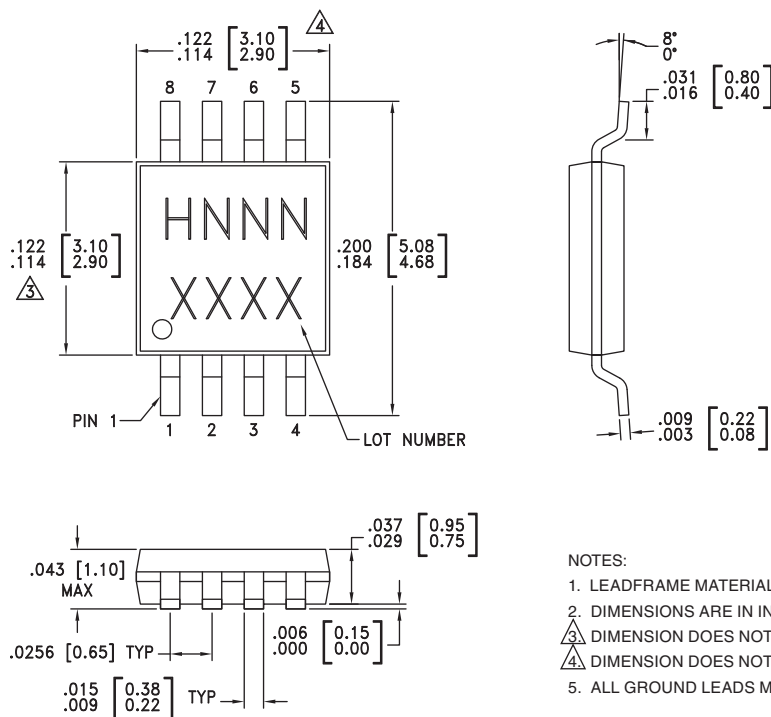 4
.122 [3.10]
.114 [2.90]
8 7 6 5
HNNN
XXXX
.122 [3.10]
.114 [2.90]
3
.200 [5.08]
.184 [4.68]
PIN 1
1 2 3 4
LOT NUMBER
8°
0°
.031 [0.80]
.016 [0.40]
.009 [0.22]
.003 [0.08]
.037 [0.95]
.029 [0.75]
.043 [1.10]
MAX
.0256 [0.65] TYP
.006 [0.15]
.000 [0.00]
.015 [0.38] TYP
.009 [0.22]
NOTES:
1. LEADFRAME MATERIAL
2. DIMENSIONS ARE IN IN
3. DIMENSION DOES NOT
4. DIMENSION DOES NOT
5. ALL GROUND LEADS M